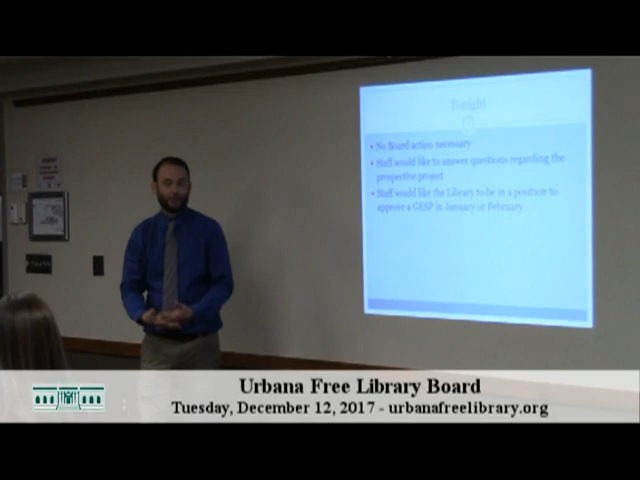 Tonight
• No Board action necessary
• Staff would like to answer questions regarding the
prospective project
• Staff would like the Library to be in a position to
approve a GESP in January or February
Urbana Free Library Board
Tuesday, December 12, 2017 - urbanafreelibrary.org